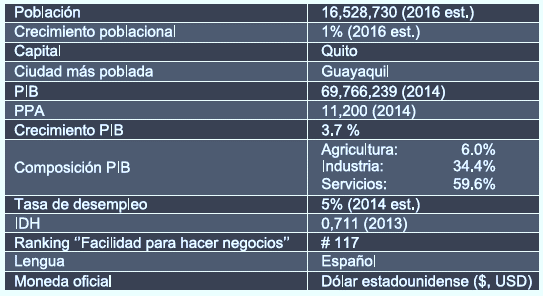 Población 16,528,730 (2016 est.)
Crecimiento poblacional 1% (2016 est.)
Capital Quito
Ciudad más poblada Guayaquil
PIB 69,766,239 (2014)
PPA 11,200 (2014)
Crecimiento PIB 3.7 %
Composición PIB
Agricultura: 6.0%
Industria: 34.4%
Servicios: 59,6%
Tasa de desempleo 5% (2014 est.)
IDH 0,711 (2013)
Ranking ‘’Facilidad para hacer negocios’’ # 117
Lengua Español
Moneda oficial Dólar estadounidense ($, USD)